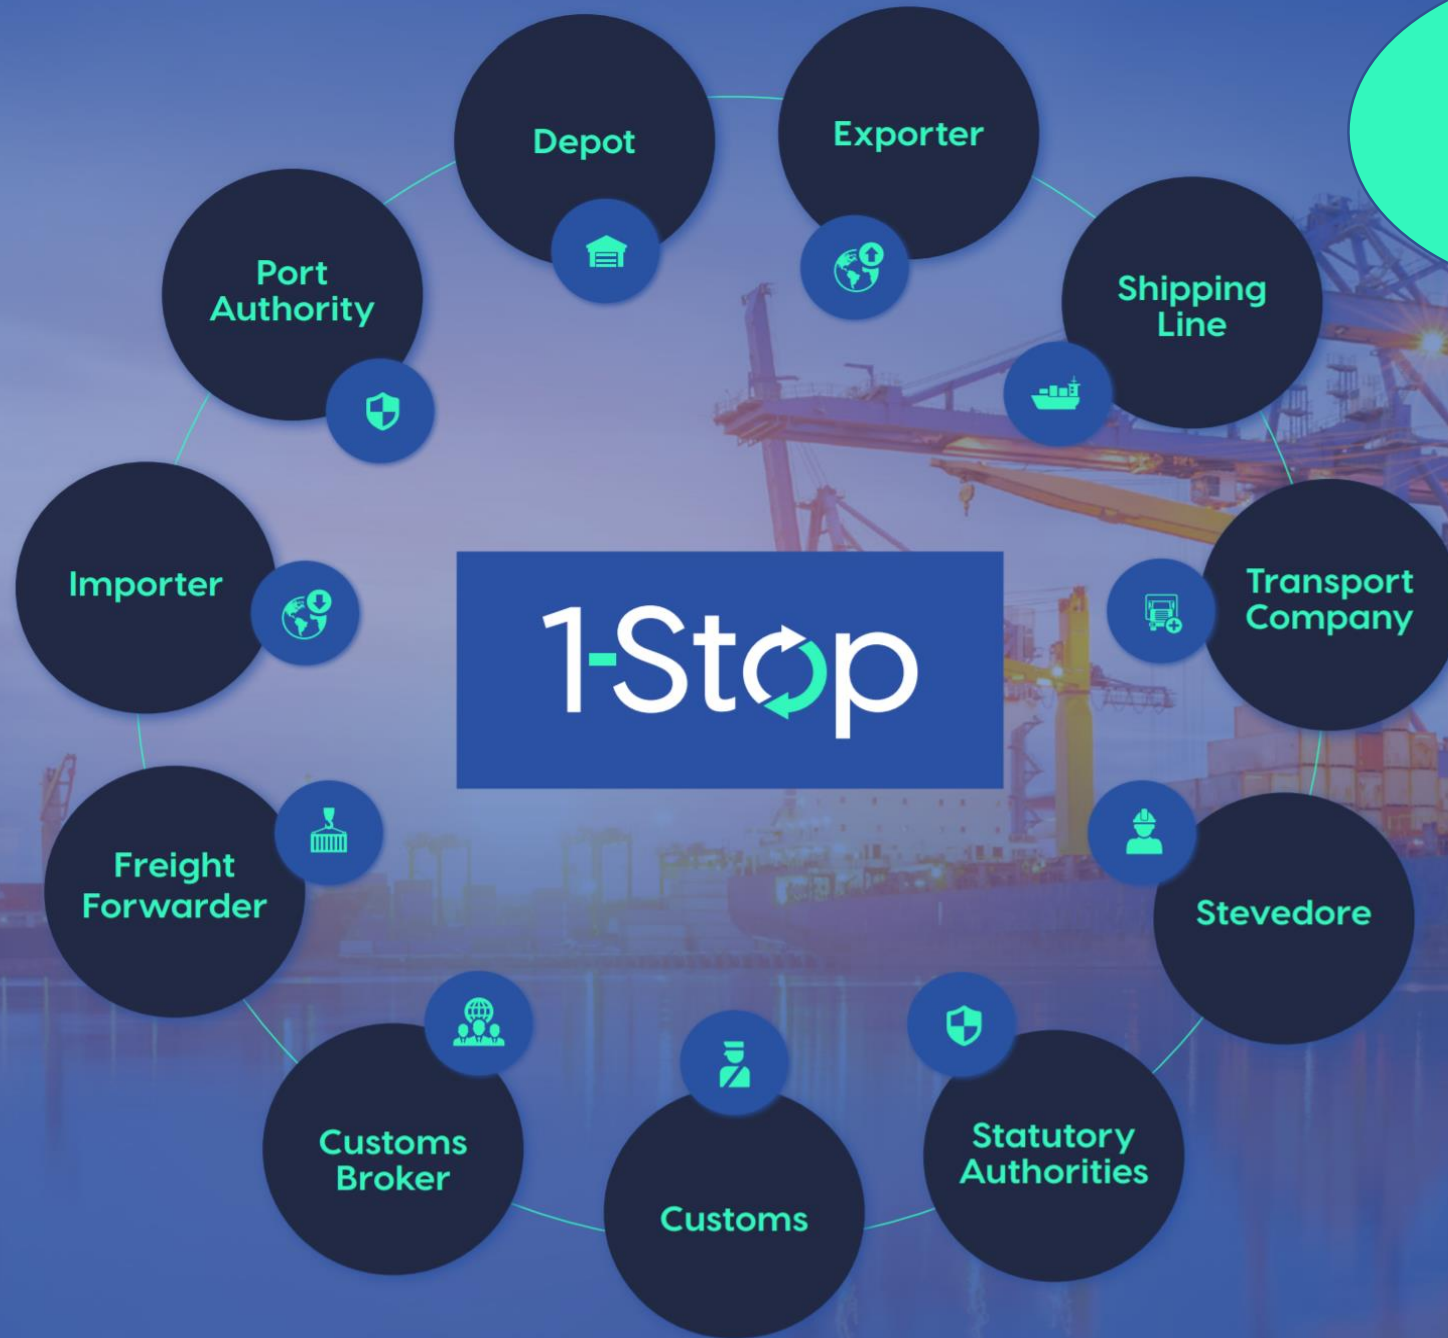 Depot
Exporter
Port
Authority
Shipping
Line
Importer
1-Stop
Transport
Company
Freight
Forwarder
Stevedore
Customs
Broker
Customs
Statutory
Authorities